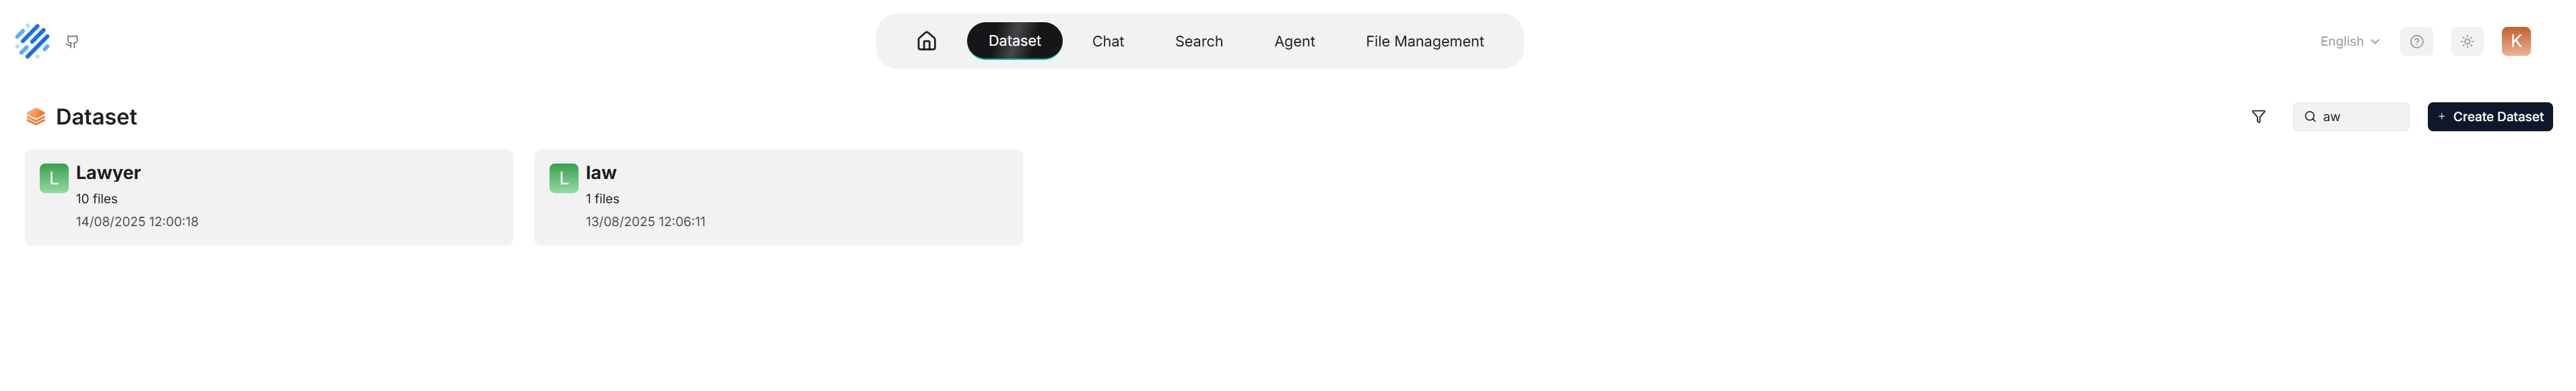 Dataset Chat Search Agent File Management English K
Dataset aw + Create Dataset
L Lawyer
10 files
14/08/2025 12:00:18
L law
1 files
13/08/2025 12:06:11